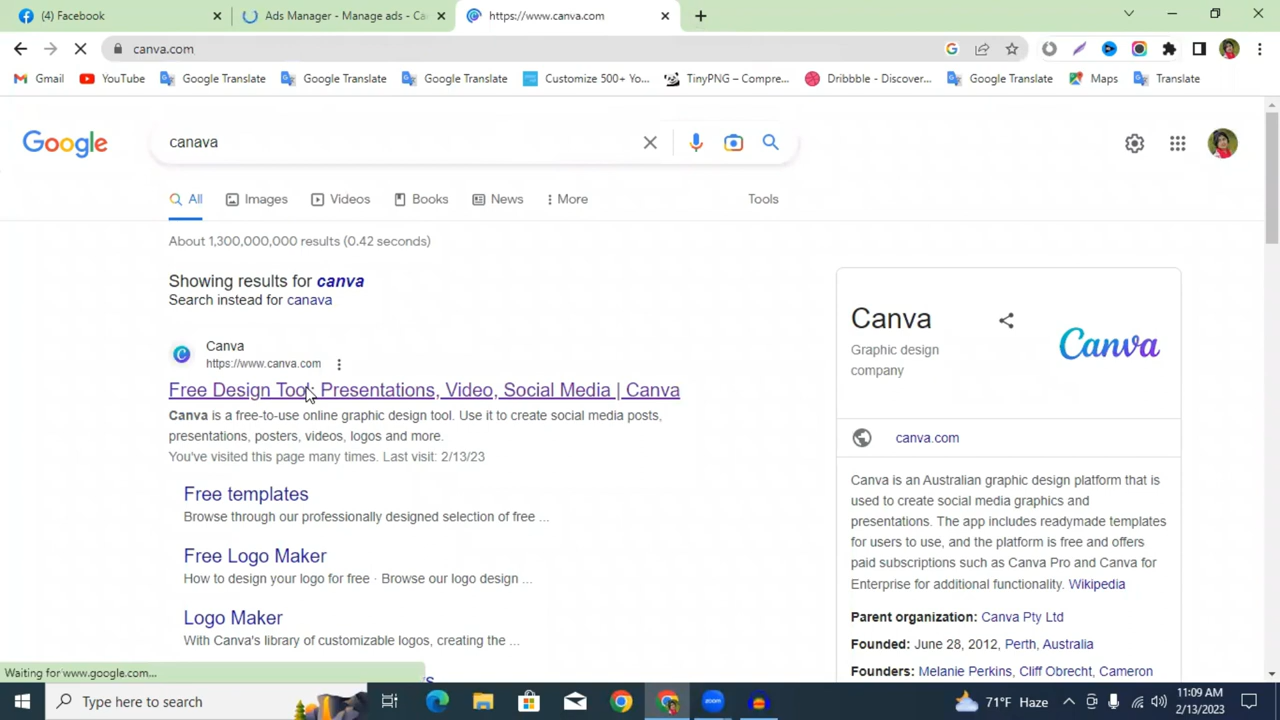 (4) Facebook
Ads Manager - Manage ads - Ca
https://www.canva.com
canva.com
Gmail
YouTube
Google Translate
Google Translate
Google Translate
Customize 500+ Yo...
TinyPNG – Compre...
Dribbble - Discover...
Google Translate
Maps
Translate
Google
canava
All
Images
Videos
Books
News
More
Tools
About 1,300,000,000 results (0.42 seconds)
Showing results for canva
Search instead for canava
Canva
https://www.canva.com
Free Design Tool: Presentations, Video, Social Media | Canva
Canva is a free-to-use online graphic design tool. Use it to create social media posts,
presentations, posters, videos, logos and more.
You've visited this page many times. Last visit: 2/13/23
Free templates
Browse through our professionally designed selection of free ...
Free Logo Maker
How to design your logo for free · Browse our logo design ...
Logo Maker
With Canva's library of customizable logos, creating the ...
Canva
Graphic design
company
Canva
canva.com
Canva is an Australian graphic design platform that is
used to create social media graphics and
presentations. The app includes readymade templates
for users to use, and the platform is free and offers
paid subscriptions such as Canva Pro and Canva for
Enterprise for additional functionality. Wikipedia
Parent organization: Canva Pty Ltd
Founded: June 28, 2012, Perth, Australia
Founders: Melanie Perkins, Cliff Obrecht, Cameron
Waiting for www.google.com...
Type here to search
zoom
71°F Haze
11:09 AM
2/13/2023